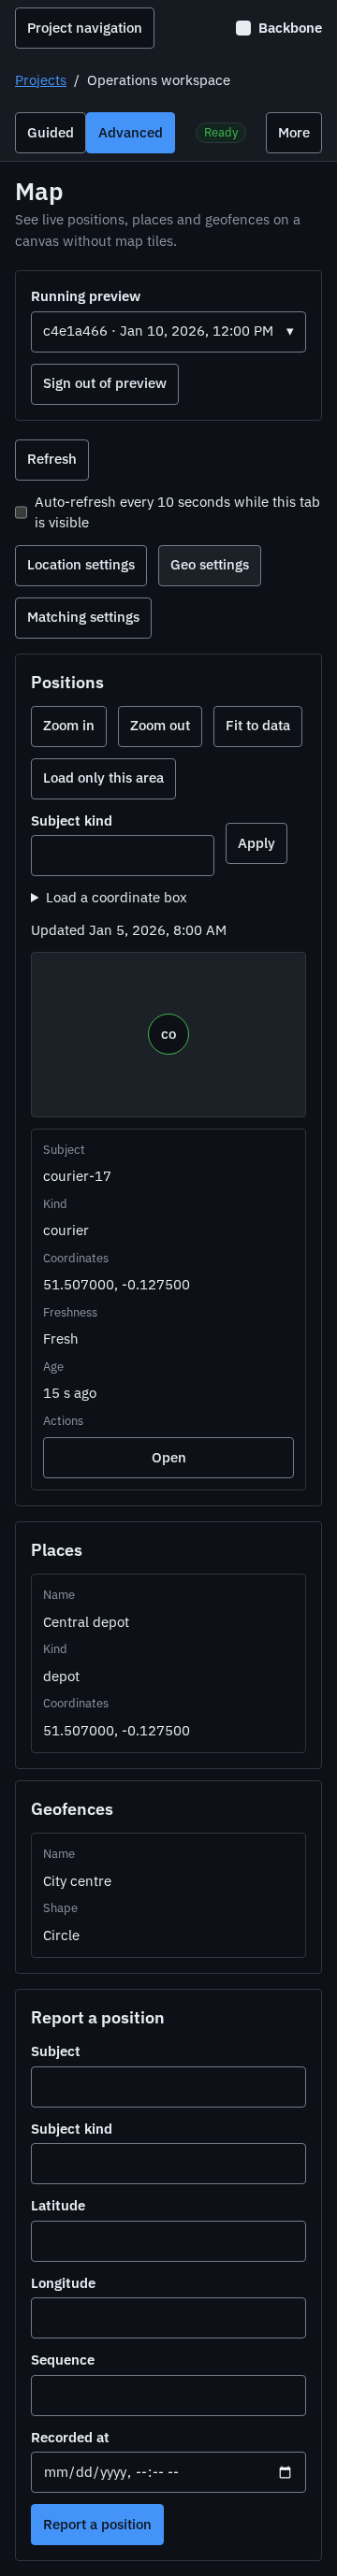 Project navigation
Backbone
Projects / Operations workspace
Guided
Advanced
Ready
More
Map
See live positions, places and geofences on a
canvas without map tiles.
Running preview
c4e1a466 · Jan 10, 2026, 12:00 PM
Sign out of preview
Refresh
Auto-refresh every 10 seconds while this tab
is visible
Location settings
Geo settings
Matching settings
Positions
Zoom in
Zoom out
Fit to data
Load only this area
Subject kind
Apply
Load a coordinate box
Updated Jan 5, 2026, 8:00 AM
co
Subject
courier-17
Kind
courier
Coordinates
51.507000, -0.127500
Freshness
Fresh
Age
15 s ago
Actions
Open
Places
Name
Central depot
Kind
depot
Coordinates
51.507000, -0.127500
Geofences
Name
City centre
Shape
Circle
Report a position
Subject
Subject kind
Latitude
Longitude
Sequence
Recorded at
mm/dd/yyyy, --:-- --
Report a position